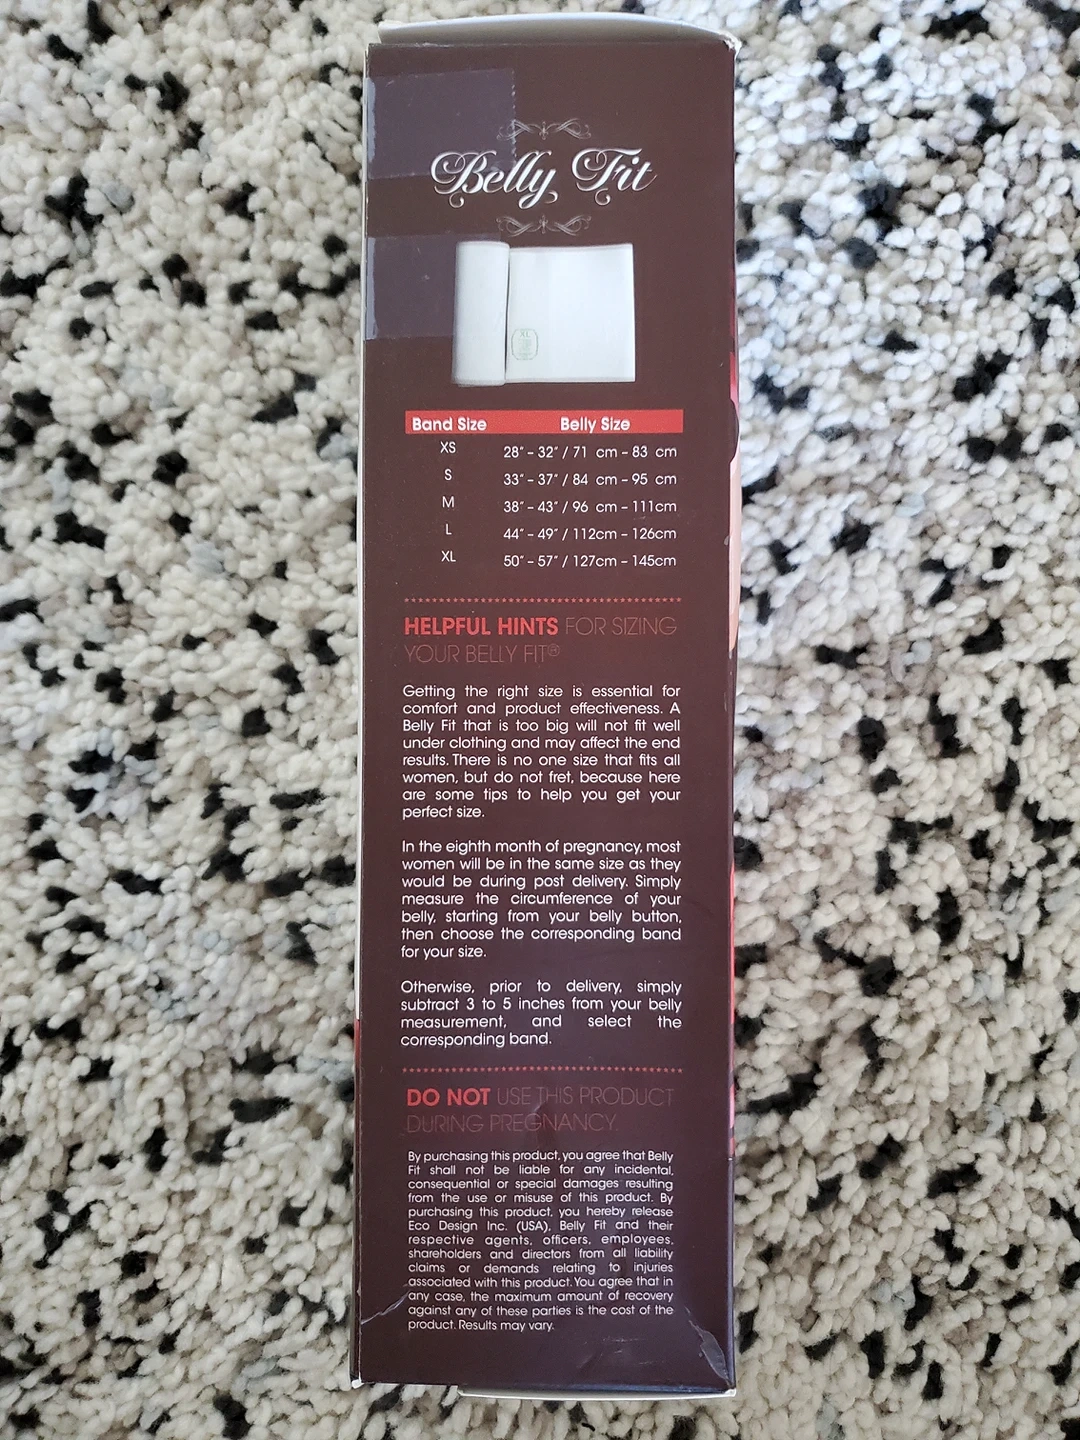 Belly Fit
XL
Band Size Belly Size
XS 28" - 32" / 71 cm - 83 cm
S 33" - 37" / 84 cm - 95 cm
M 38" - 43" / 96 cm - 111cm
L 44" - 49" / 112cm - 126cm
XL 50" - 57" / 127cm - 145cm
HELPFUL HINTS FOR SIZING
YOUR BELLY FIT®
Getting the right size is essential for
comfort and product effectiveness. A
Belly Fit that is too big will not fit well
under clothing and may affect the end
results. There is no one size that fits all
women, but do not fret, because here
are some tips to help you get your
perfect size.
In the eighth month of pregnancy, most
women will be in the same size as they
would be during post delivery. Simply
measure the circumference of your
belly, starting from your belly button,
then choose the corresponding band
for your size.
Otherwise, prior to delivery, simply
subtract 3 to 5 inches from your belly
measurement, and select the
corresponding band.
DO NOT USE THIS PRODUCT
DURING PREGNANCY.
By purchasing this product, you agree that Belly
Fit shall not be liable for any incidental,
consequential or special damages resulting
from the use or misuse of this product. By
purchasing this product, you hereby release
Eco Design Inc. (USA), Belly Fit and their
respective agents, officers, employees,
shareholders and directors from all liability
claims or demands relating to injuries
associated with this product. You agree that in
any case, the maximum amount of recovery
against any of these parties is the cost of the
product. Results may vary.